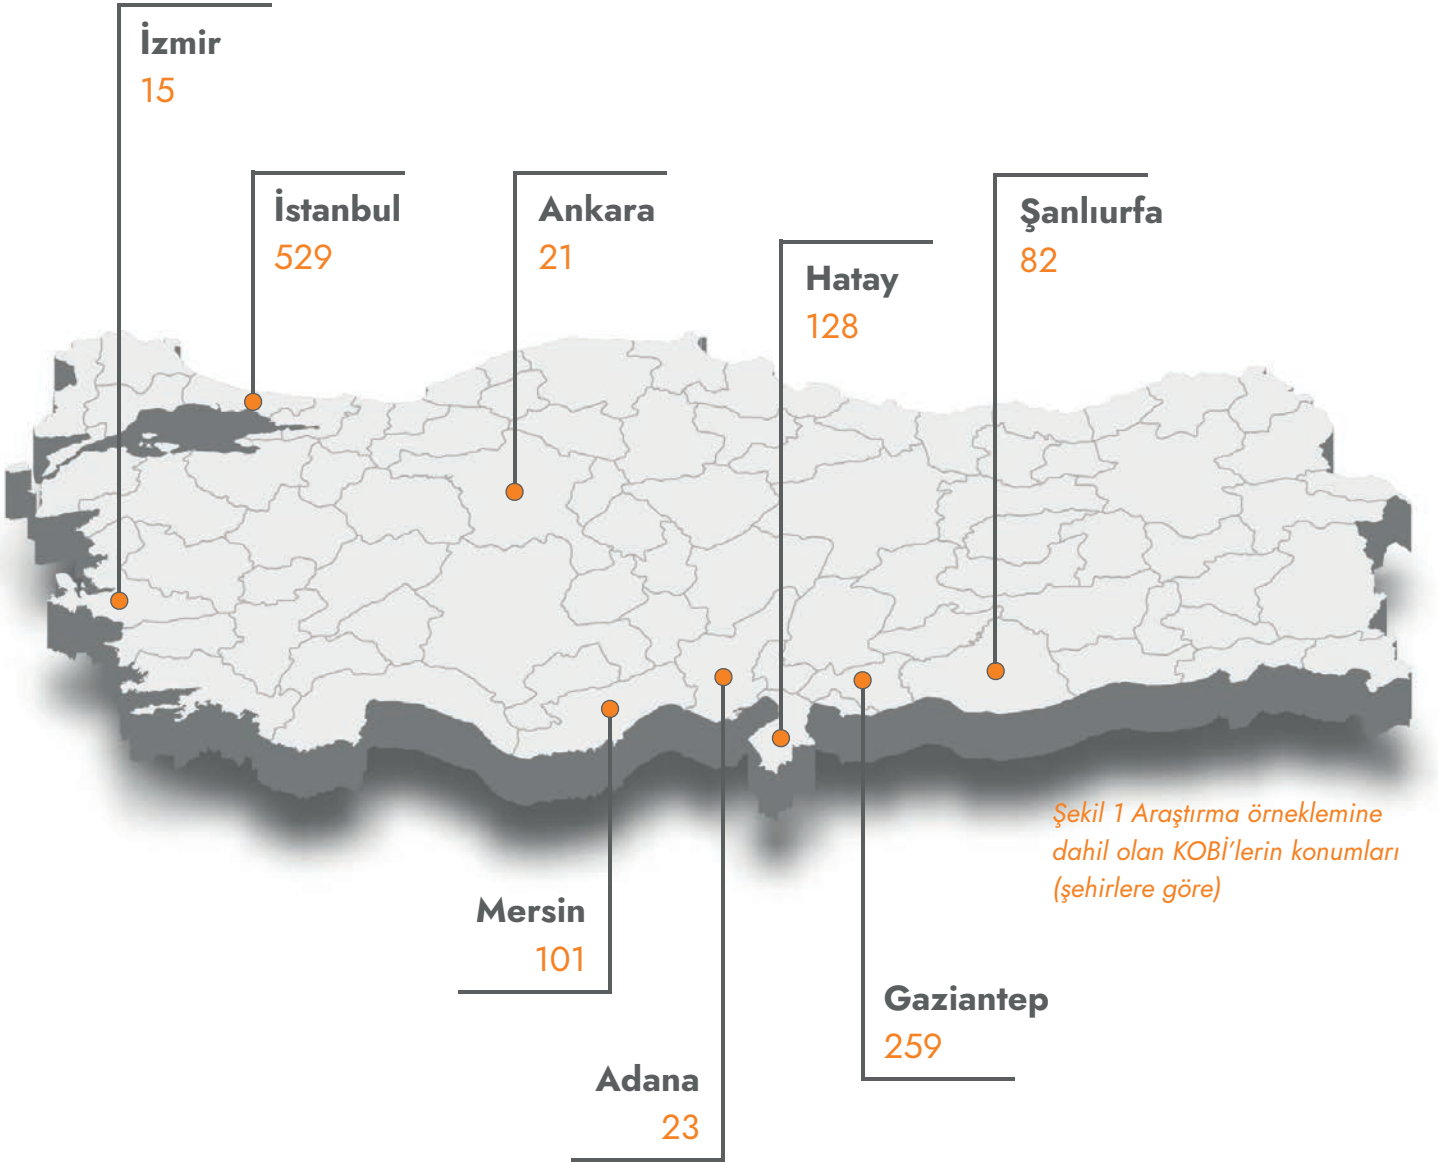 İzmir
15
İstanbul
529
Ankara
21
Şanlıurfa
82
Hatay
128
Şekil 1 Araştırma örneklemine
dahil olan KOBİ'lerin konumları
(şehirlere göre)
Mersin
101
Gaziantep
259
Adana
23